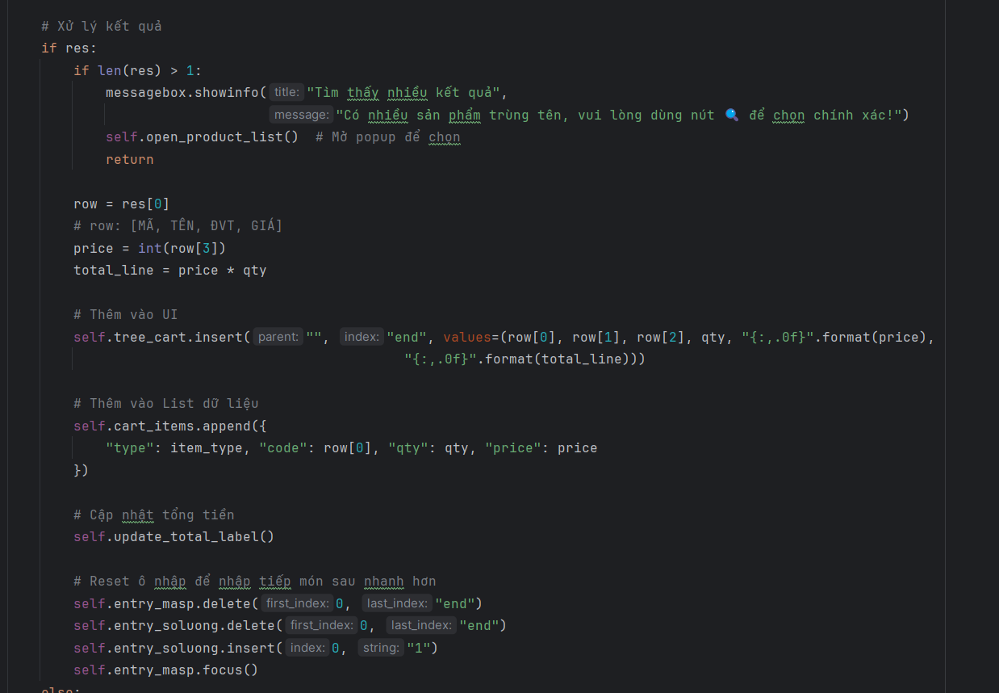 # Xử lý kết quả
if res:
if len(res) > 1:
messagebox.showinfo( title: "Tìm thấy nhiều kết quả",
message: "Có nhiều sản phẩm trùng tên, vui lòng dùng nút 🔍 để chọn chính xác!")
self.open_product_list()  # Mở popup để chọn
return
row = res[0]
# row: [MÃ, TÊN, ĐVT, GIÁ]
price = int(row[3])
total_line = price * qty
# Thêm vào UI
self.tree_cart.insert( parent: "", index: "end", values=(row[0], row[1], row[2], qty, "{:,.0f}".format(price),
"{:,.0f}".format(total_line)))
# Thêm vào List dữ liệu
self.cart_items.append({
"type": item_type, "code": row[0], "qty": qty, "price": price
})
# Cập nhật tổng tiền
self.update_total_label()
# Reset ô nhập để nhập tiếp món sau nhanh hơn
self.entry_masp.delete( first_index: 0, last_index: "end")
self.entry_soluong.delete( first_index: 0, last_index: "end")
self.entry_soluong.insert( index: 0, string: "1")
self.entry_masp.focus()
else: